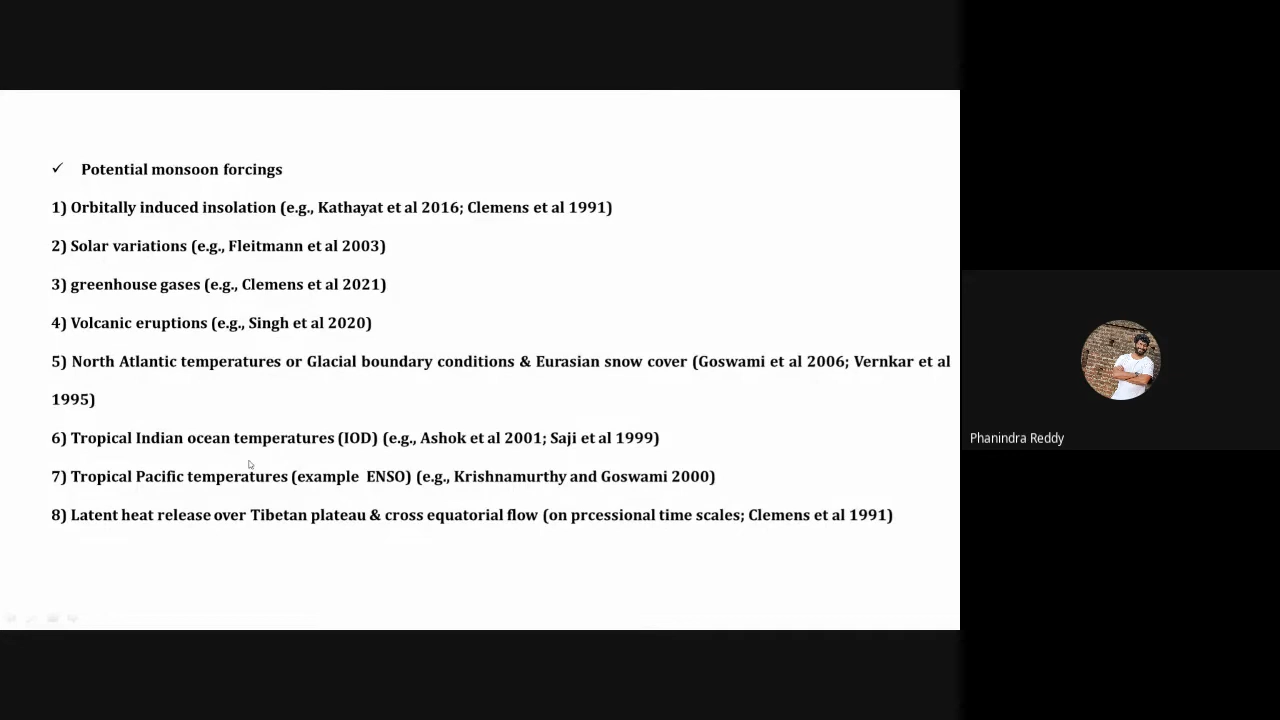 ✓ Potential monsoon forcings
1) Orbitally induced insolation (e.g., Kathayat et al 2016; Clemens et al 1991)
2) Solar variations (e.g., Fleitmann et al 2003)
3) greenhouse gases (e.g., Clemens et al 2021)
4) Volcanic eruptions (e.g., Singh et al 2020)
5) North Atlantic temperatures or Glacial boundary conditions & Eurasian snow cover (Goswami et al 2006; Vernkar et al
1995)
6) Tropical Indian ocean temperatures (IOD) (e.g., Ashok et al 2001; Saji et al 1999)
7) Tropical Pacific temperatures (example ENSO) (e.g., Krishnamurthy and Goswami 2000)
8) Latent heat release over Tibetan plateau & cross equatorial flow (on prcessional time scales; Clemens et al 1991)
Phanindra Reddy